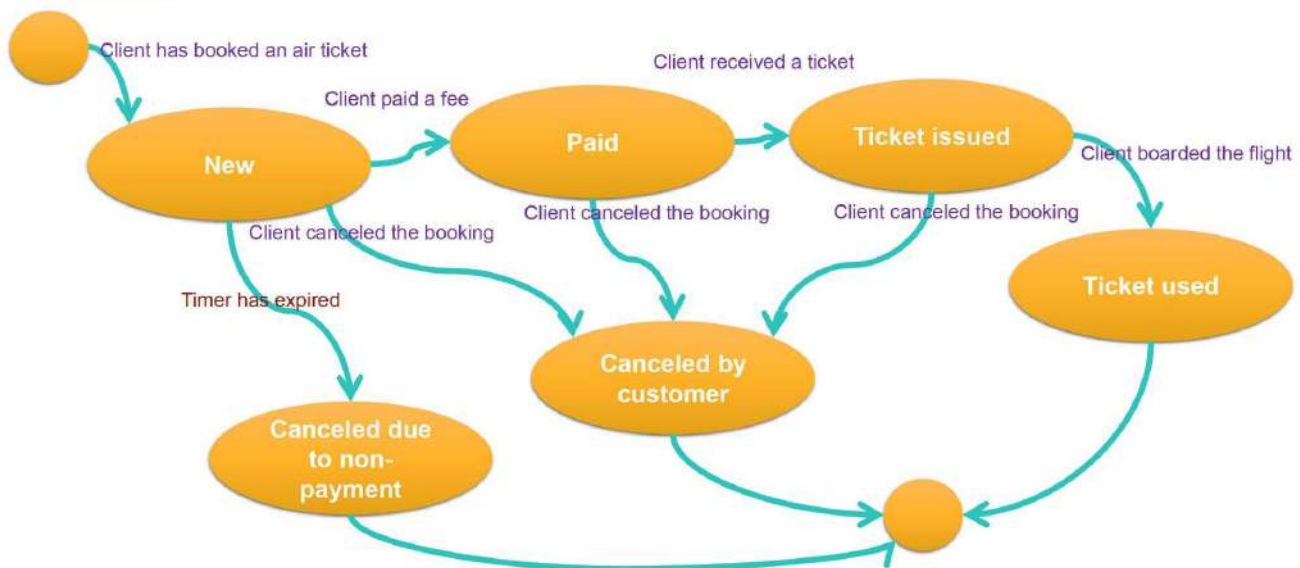 Client has booked an air ticket
Client received a ticket
Client paid a fee
Paid
Ticket issued
New
Client boarded the flight
Client canceled the booking
Client canceled the booking
Client canceled the booking
Ticket used
Timer has expired
Canceled by
customer
Canceled due
to non-
payment